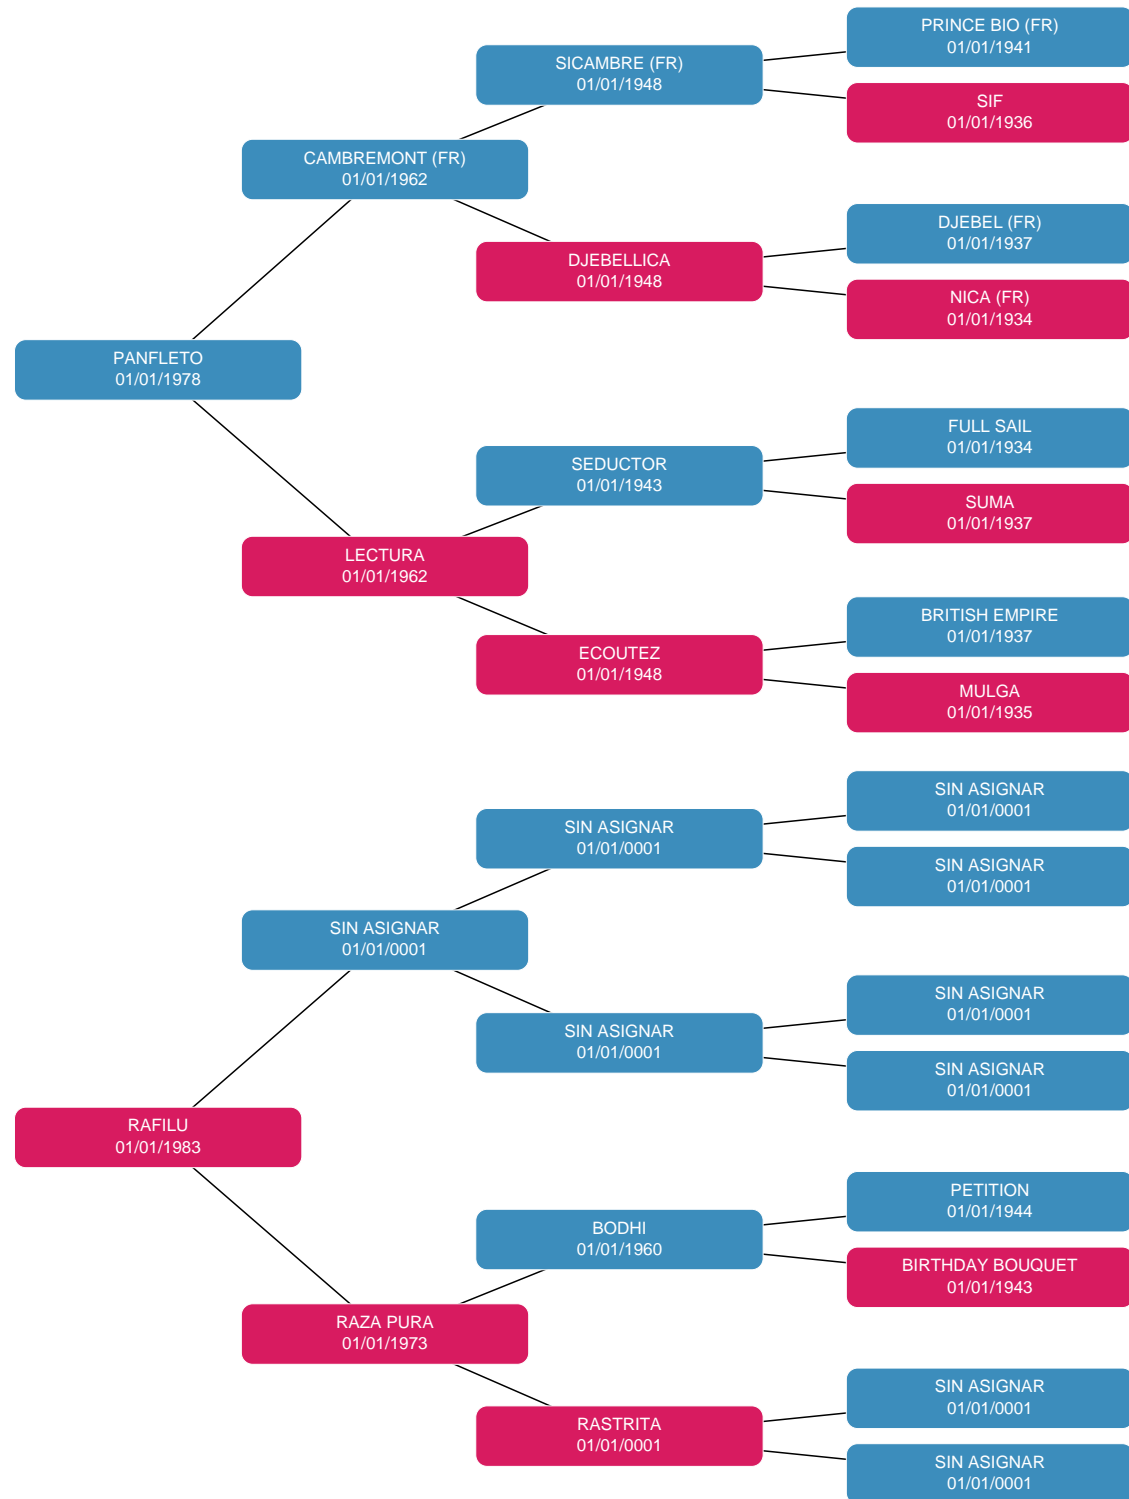 PRINCE BIO (FR)
01/01/1941
SICAMBRE (FR)
01/01/1948
SIF
01/01/1936
CAMBREMONT (FR)
01/01/1962
DJEBEL (FR)
01/01/1937
DJEBELLICA
01/01/1948
NICA (FR)
01/01/1934
PANFLETO
01/01/1978
FULL SAIL
01/01/1934
SEDUCTOR
01/01/1943
SUMA
01/01/1937
LECTURA
01/01/1962
BRITISH EMPIRE
01/01/1937
ECOUTEZ
01/01/1948
MULGA
01/01/1935
SIN ASIGNAR
01/01/0001
SIN ASIGNAR
01/01/0001
SIN ASIGNAR
01/01/0001
SIN ASIGNAR
01/01/0001
SIN ASIGNAR
01/01/0001
SIN ASIGNAR
01/01/0001
SIN ASIGNAR
01/01/0001
RAFILU
01/01/1983
PETITION
01/01/1944
BODHI
01/01/1960
BIRTHDAY BOUQUET
01/01/1943
RAZA PURA
01/01/1973
SIN ASIGNAR
01/01/0001
RASTRITA
01/01/0001
SIN ASIGNAR
01/01/0001